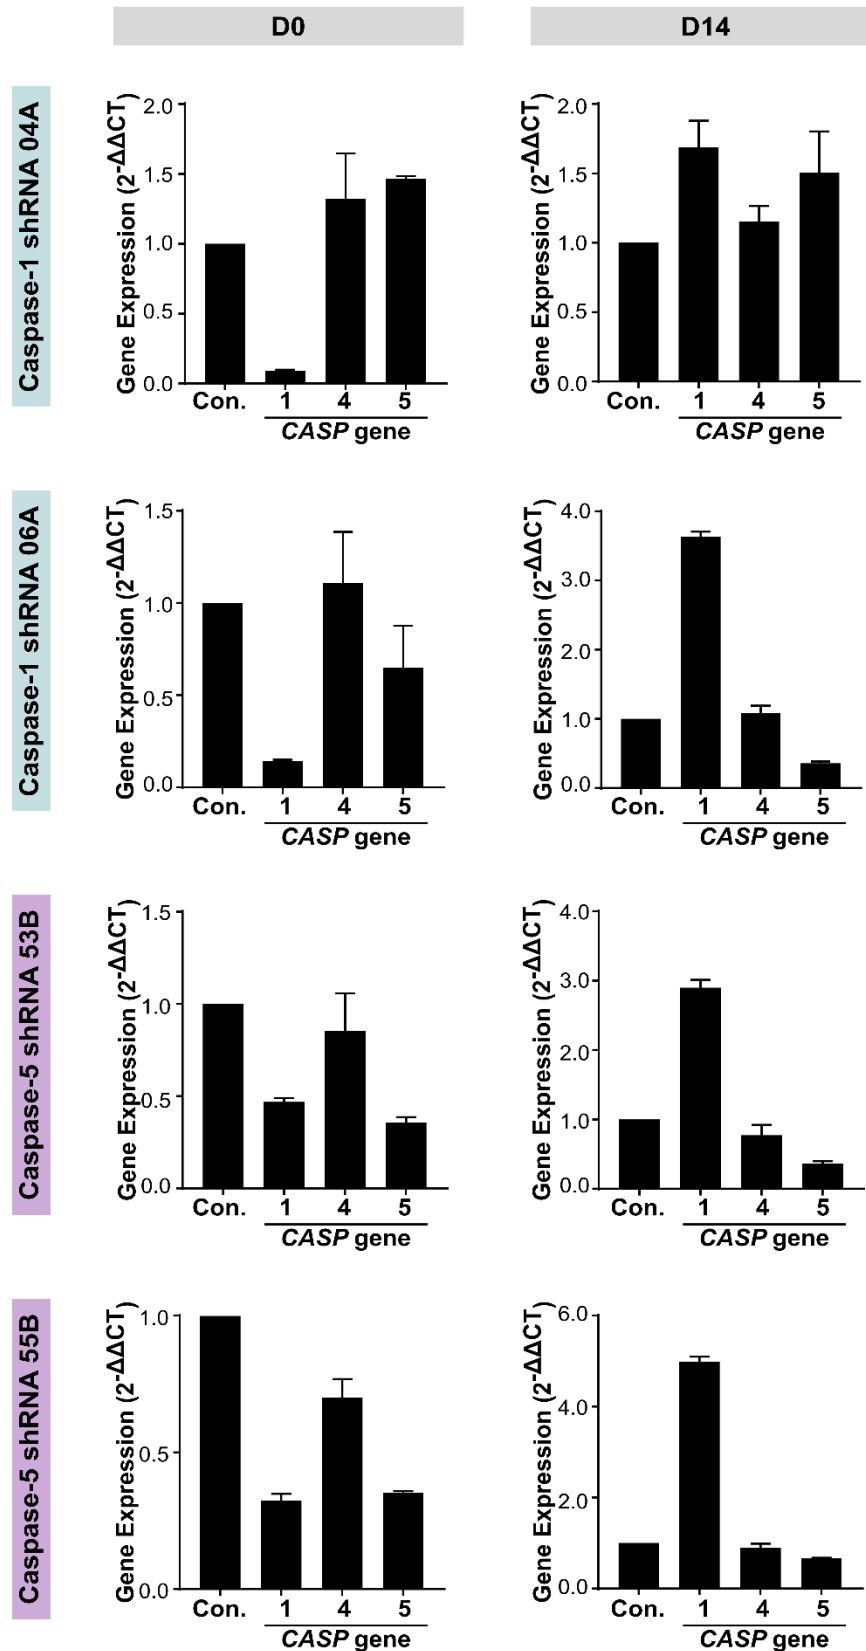 D0
D14
Caspase-1 shRNA 04A
Gene Expression (2-ΔΔCT)
2.0
1.5
1.0
0.5
0.0
Con. 1 4 5
CASP gene
Gene Expression (2-ΔΔCT)
2.0
1.5
1.0
0.5
0.0
Con. 1 4 5
CASP gene
Caspase-1 shRNA 06A
Gene Expression (2-ΔΔCT)
1.5
1.0
0.5
0.0
Con. 1 4 5
CASP gene
Gene Expression (2-ΔΔCT)
4.0
3.0
2.0
1.0
0.0
Con. 1 4 5
CASP gene
Caspase-5 shRNA 53B
Gene Expression (2-ΔΔCT)
1.5
1.0
0.5
0.0
Con. 1 4 5
CASP gene
Gene Expression (2-ΔΔCT)
4.0
3.0
2.0
1.0
0.0
Con. 1 4 5
CASP gene
Caspase-5 shRNA 55B
Gene Expression (2-ΔΔCT)
1.0
0.5
0.0
Con. 1 4 5
CASP gene
Gene Expression (2-ΔΔCT)
6.0
4.0
2.0
0.0
Con. 1 4 5
CASP gene